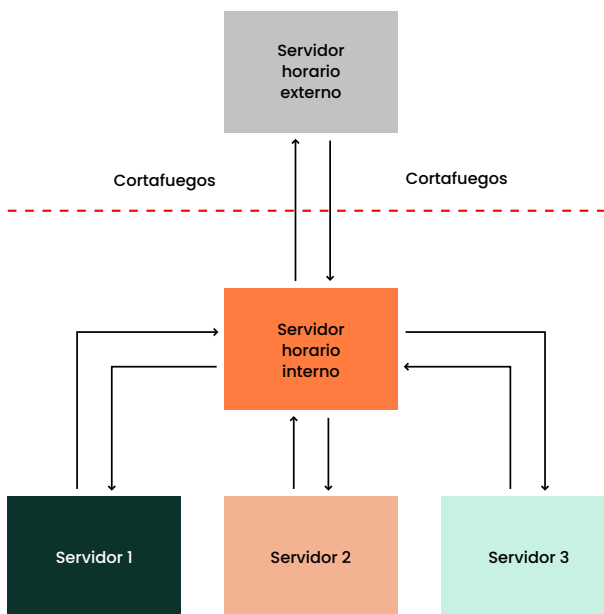 Servidor
horario
externo
Cortafuegos
Cortafuegos
Servidor
horario
interno
Servidor 1
Servidor 2
Servidor 3